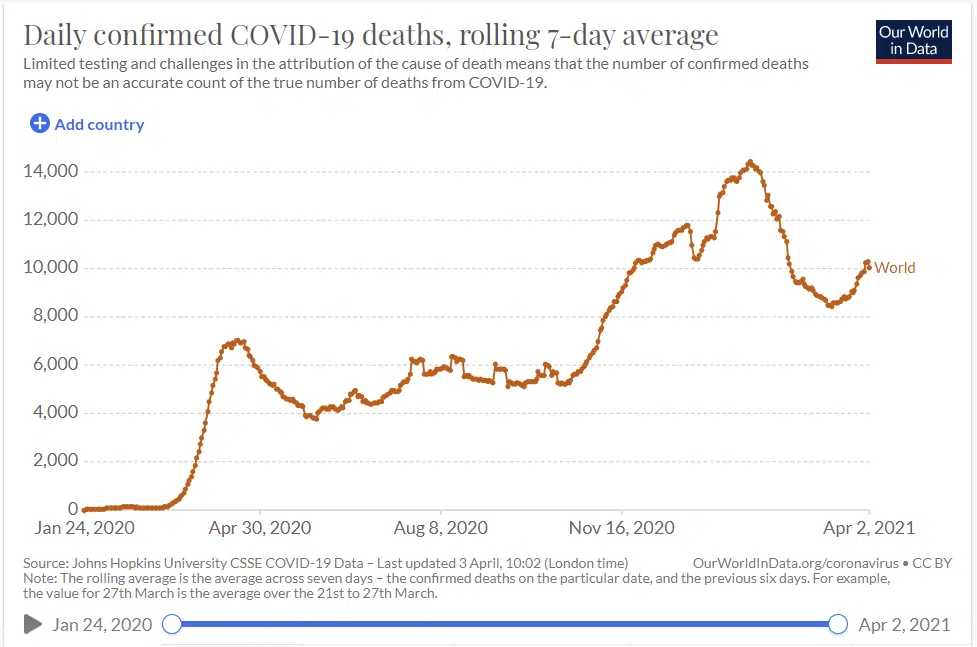 Daily confirmed COVID-19 deaths, rolling 7-day average
Our World
in Data
Limited testing and challenges in the attribution of the cause of death means that the number of confirmed deaths
may not be an accurate count of the true number of deaths from COVID-19.
Add country
14,000
12,000
10,000
World
8,000
6,000
4,000
2,000
0
Jan 24, 2020 Apr 30, 2020 Aug 8, 2020 Nov 16, 2020 Apr 2, 2021
Source: Johns Hopkins University CSSE COVID-19 Data – Last updated 3 April, 10:02 (London time) OurWorldInData.org/coronavirus • CC BY
Note: The rolling average is the average across seven days – the confirmed deaths on the particular date, and the previous six days. For example,
the value for 27th March is the average over the 21st to 27th March.
Jan 24, 2020 Apr 2, 2021